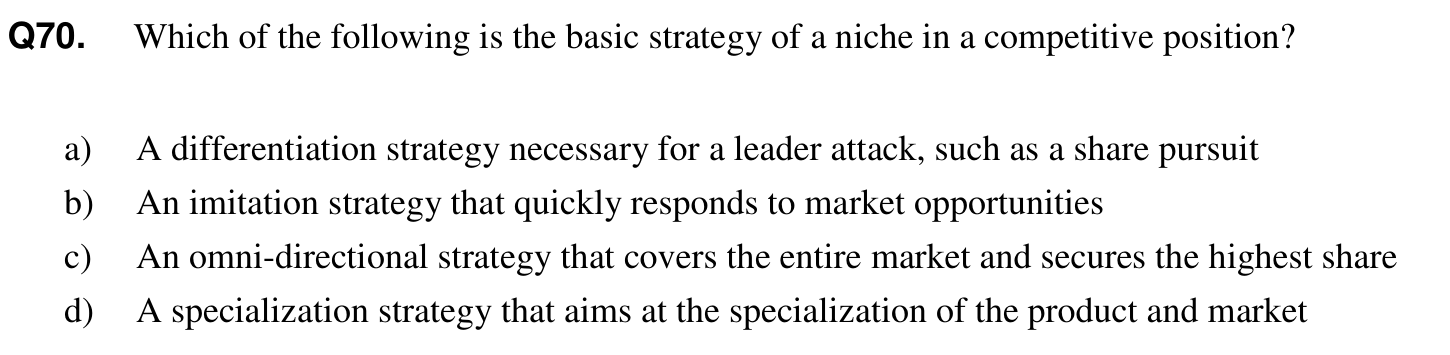 Q70. Which of the following is the basic strategy of a niche in a competitive position?
a) A differentiation strategy necessary for a leader attack, such as a share pursuit
b) An imitation strategy that quickly responds to market opportunities
c) An omni-directional strategy that covers the entire market and secures the highest share
d) A specialization strategy that aims at the specialization of the product and market